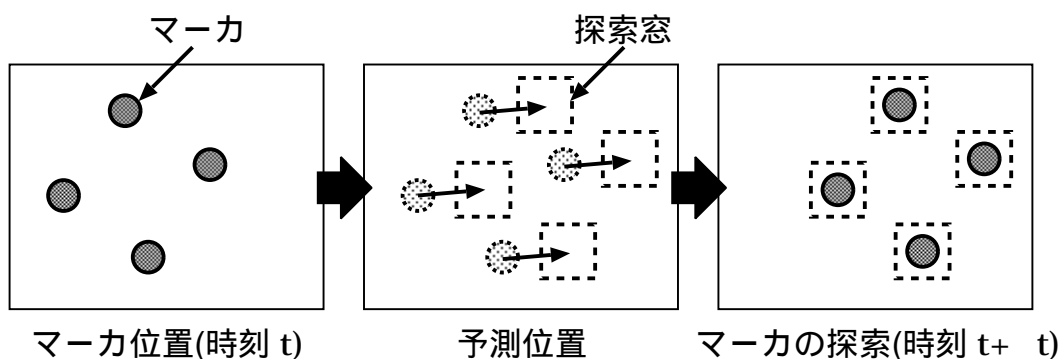 マーカ
探索窓
マーカ位置(時刻 t)
予測位置
マーカの探索(時刻 t+ t)